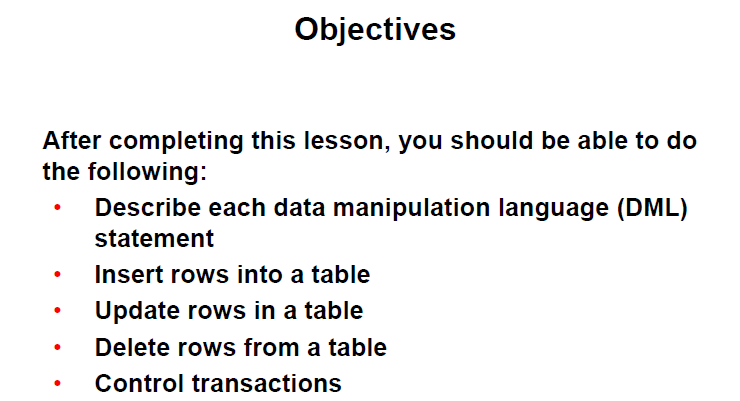 Objectives
After completing this lesson, you should be able to do
the following:
• Describe each data manipulation language (DML)
statement
• Insert rows into a table
• Update rows in a table
• Delete rows from a table
• Control transactions